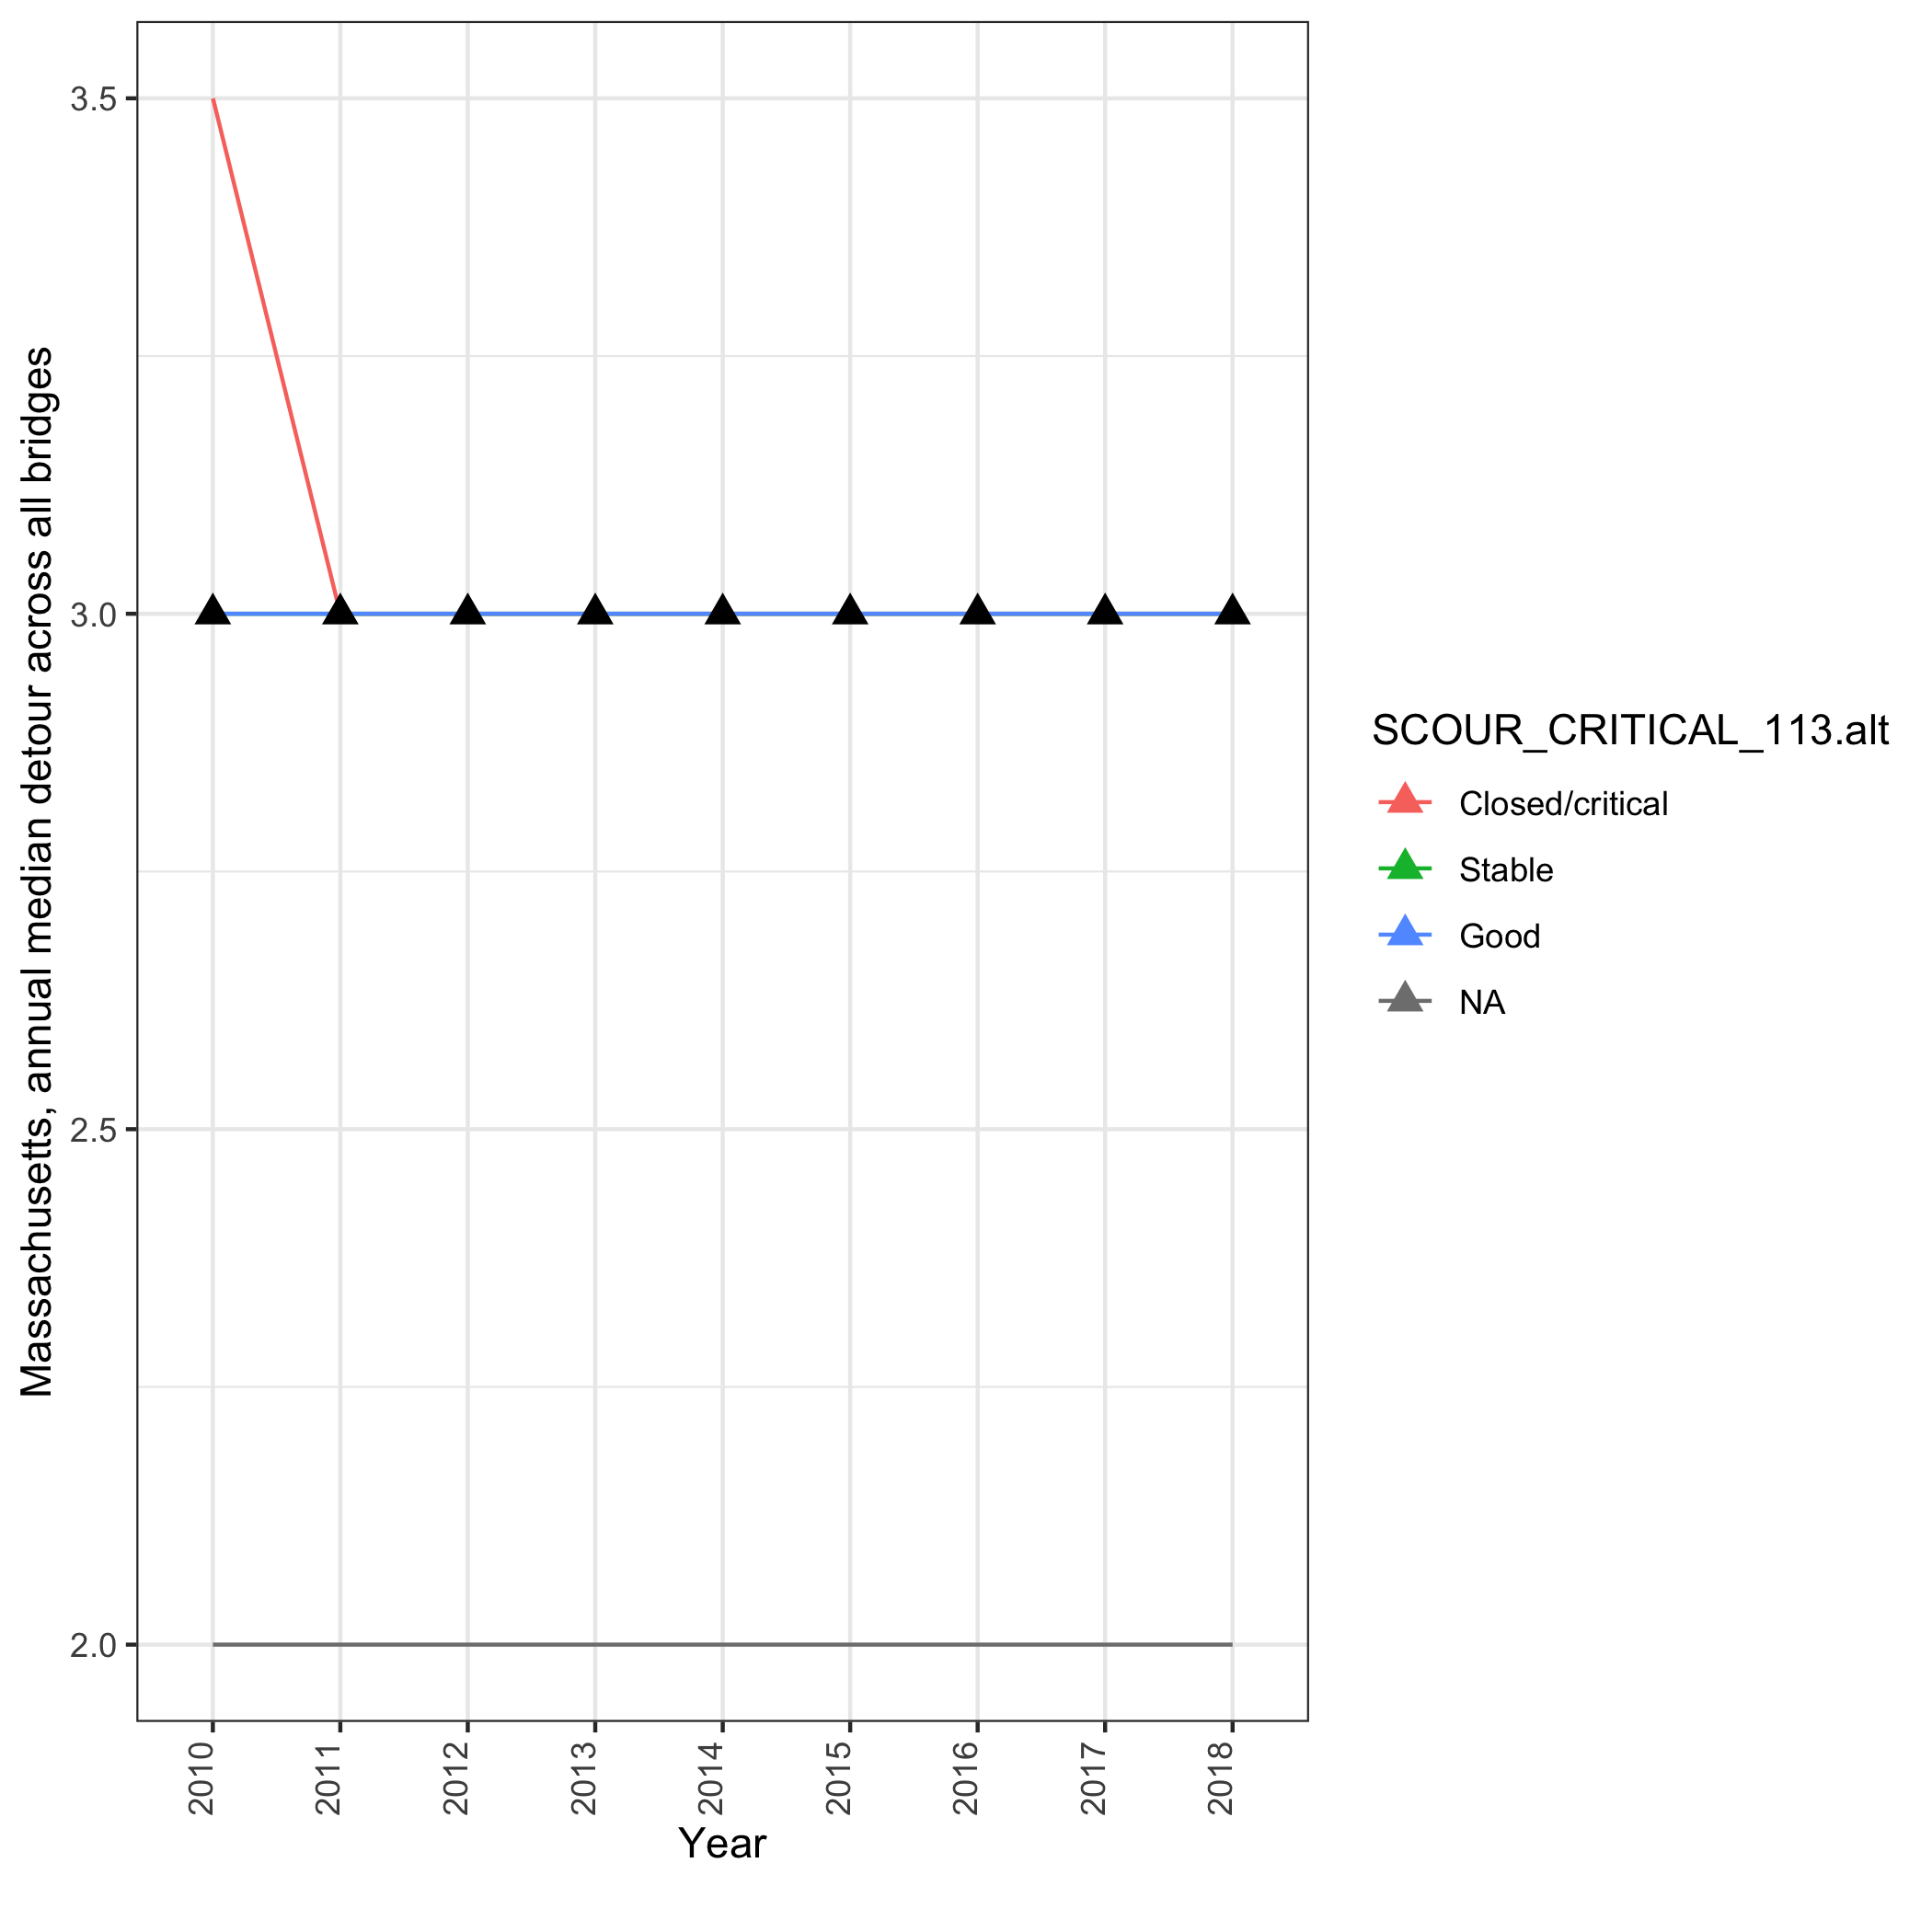 Massachusetts, annual median detour across all bridges
3.5
3.0
2.5
2.0
2010
2011
2012
2013
2014
2015
2016
2017
2018
Year
SCOUR_CRITICAL_113.alt
Closed/critical
Stable
Good
NA